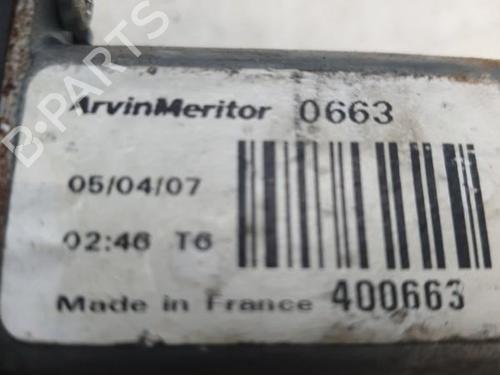 ArvinMeritor 0663
05/04/07
02:46 T6
Made in France 400663
B-PARTS